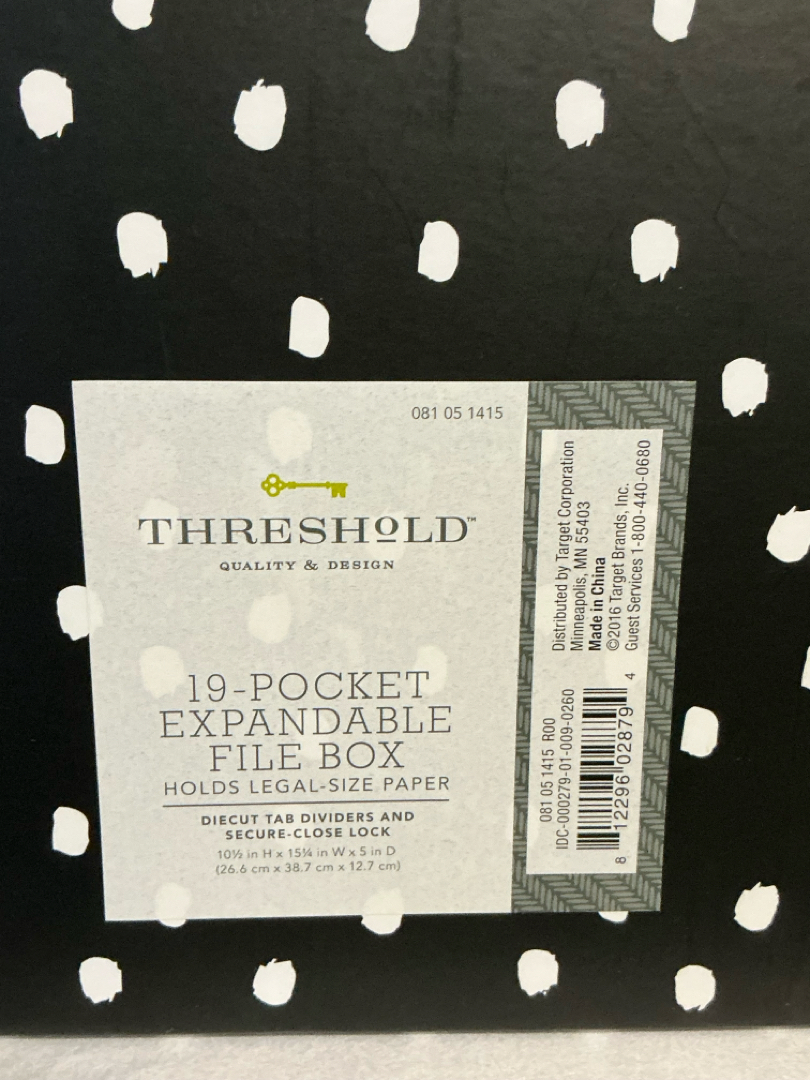 081 05 1415
THRESHOLD™
QUALITY & DESIGN
19-POCKET
EXPANDABLE
FILE BOX
HOLDS LEGAL-SIZE PAPER
DIECUT TAB DIVIDERS AND
SECURE-CLOSE LOCK
10½ in H x 15¼ in W x 5 in D
(26.6 cm x 38.7 cm x 12.7 cm)
Distributed by Target Corporation
Minneapolis, MN 55403
Made in China
©2016 Target Brands, Inc.
Guest Services 1-800-440-0680
081 05 1415 R00
IDC-000279-01-009-0260
8 12296 02879 4